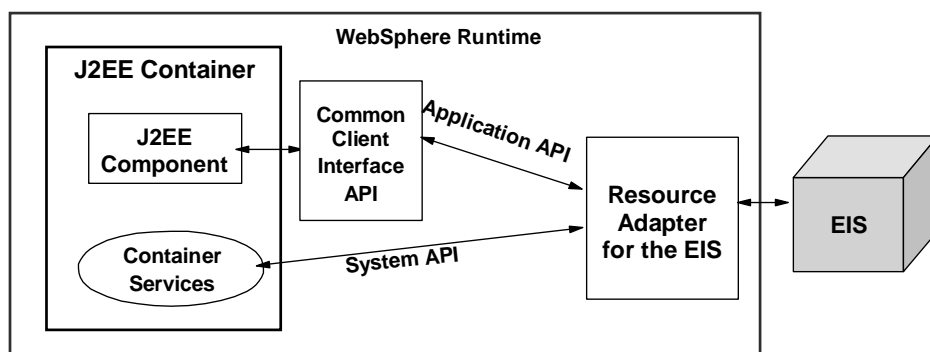 WebSphere Runtime
J2EE Container
J2EE
Component
Common
Client
Interface
API
Application API
Resource
Adapter
for the EIS
EIS
Container
Services
System API